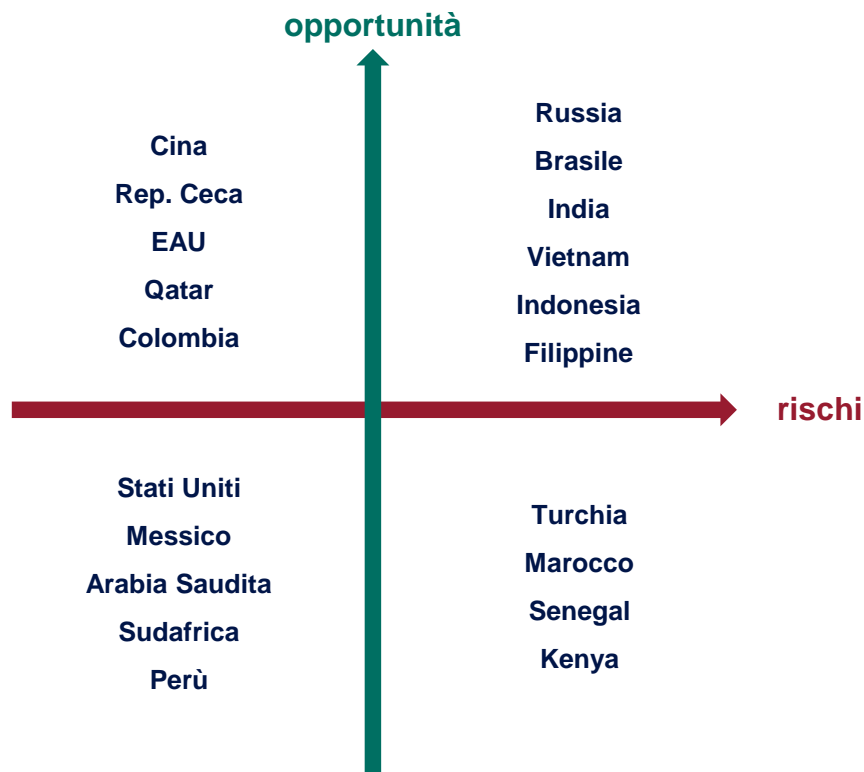 opportunità
Cina
Rep. Ceca
EAU
Qatar
Colombia
Russia
Brasile
India
Vietnam
Indonesia
Filippine
rischi
Stati Uniti
Messico
Arabia Saudita
Sudafrica
Perù
Turchia
Marocco
Senegal
Kenya